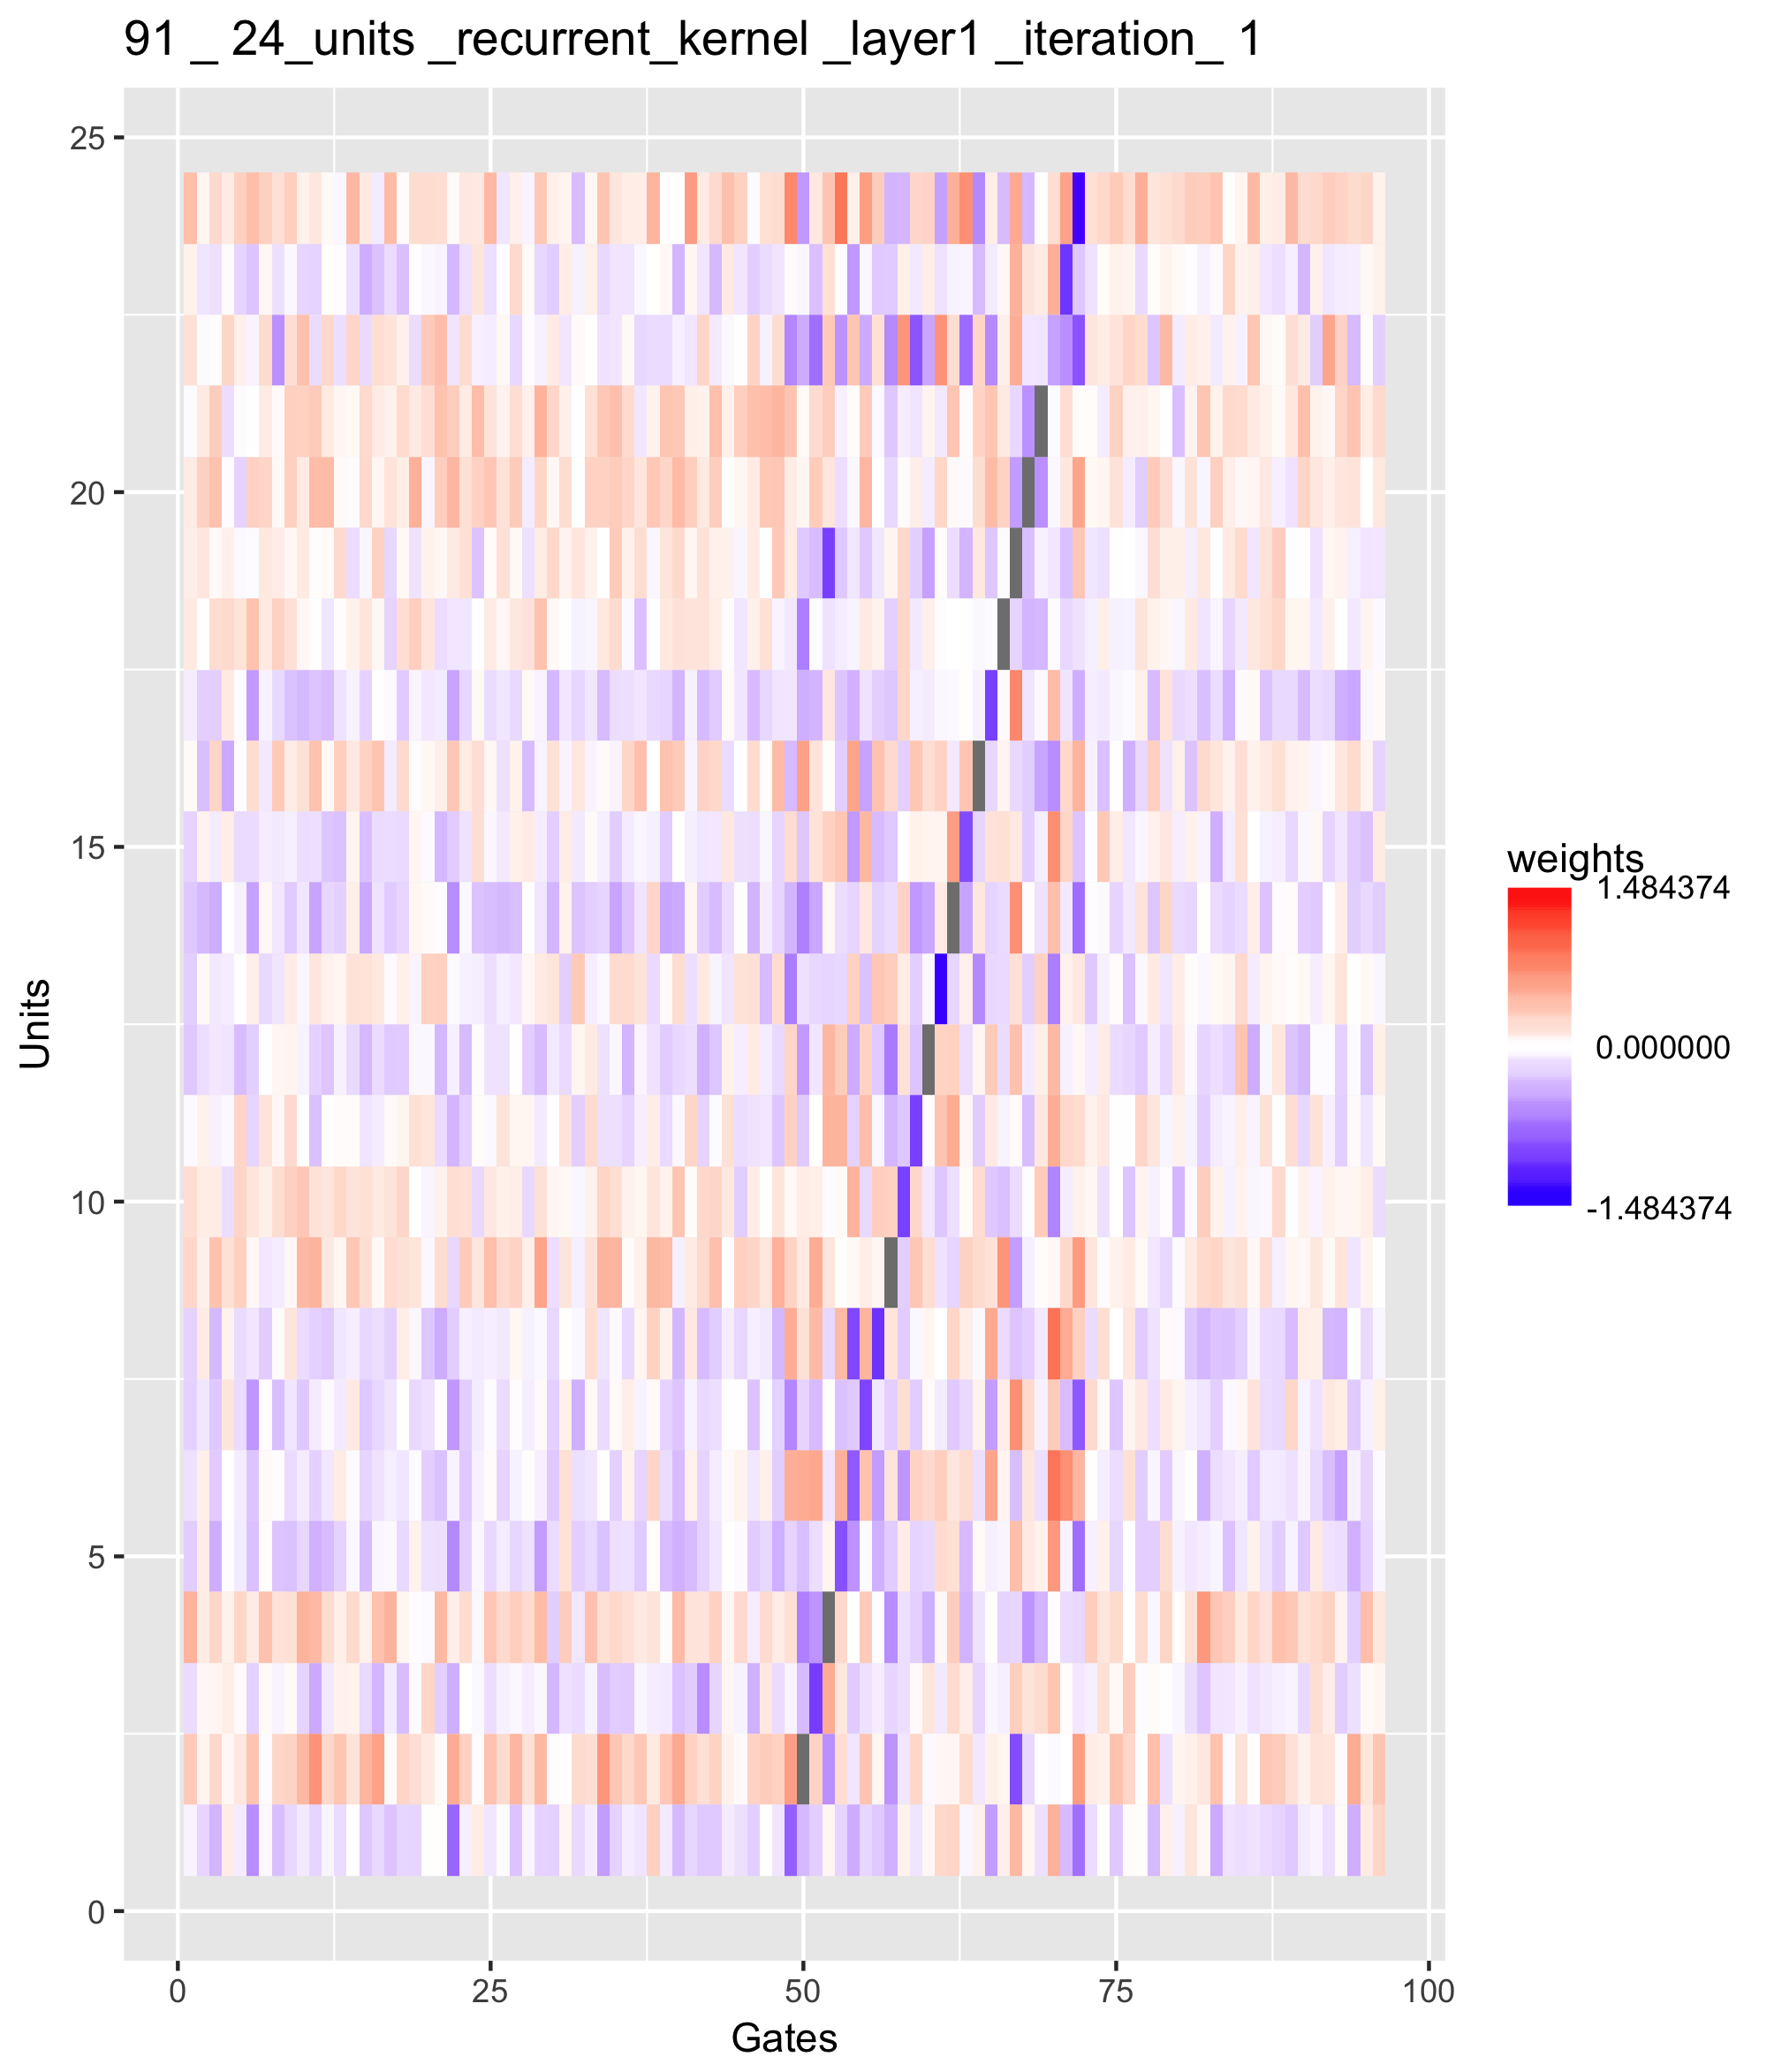 91 _ 24_units _recurrent_kernel _layer1 _iteration_ 1
25
20
15
10
5
0
Units
0 25 50 75 100
Gates
weights
1.484374
0.000000
-1.484374